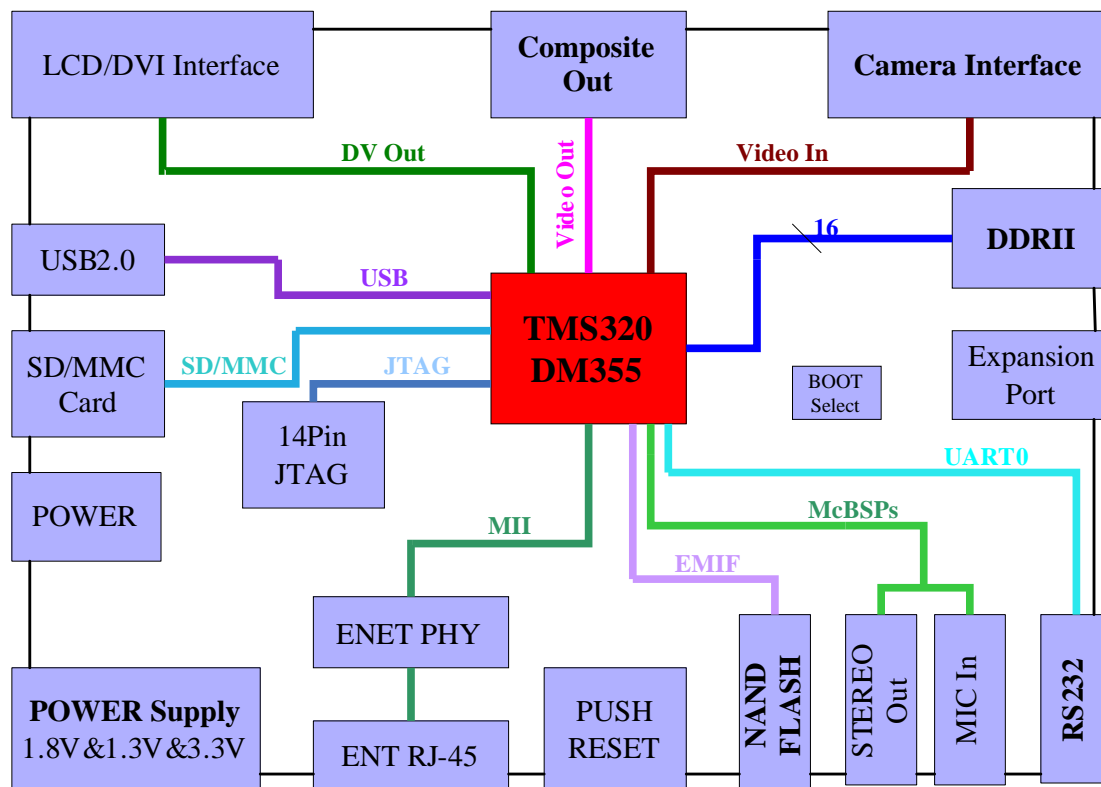 LCD/DVI Interface
Composite
Out
Camera Interface
DV Out
Video Out
Video In
16
DDRII
USB2.0
USB
TMS320
DM355
SD/MMC
Card
SD/MMC
JTAG
14Pin
JTAG
BOOT
Select
Expansion
Port
POWER
UART0
McBSPs
MII
EMIF
ENET PHY
POWER Supply
1.8V&1.3V&3.3V
ENT RJ-45
PUSH
RESET
NAND
FLASH
STEREO
Out
MIC In
RS232